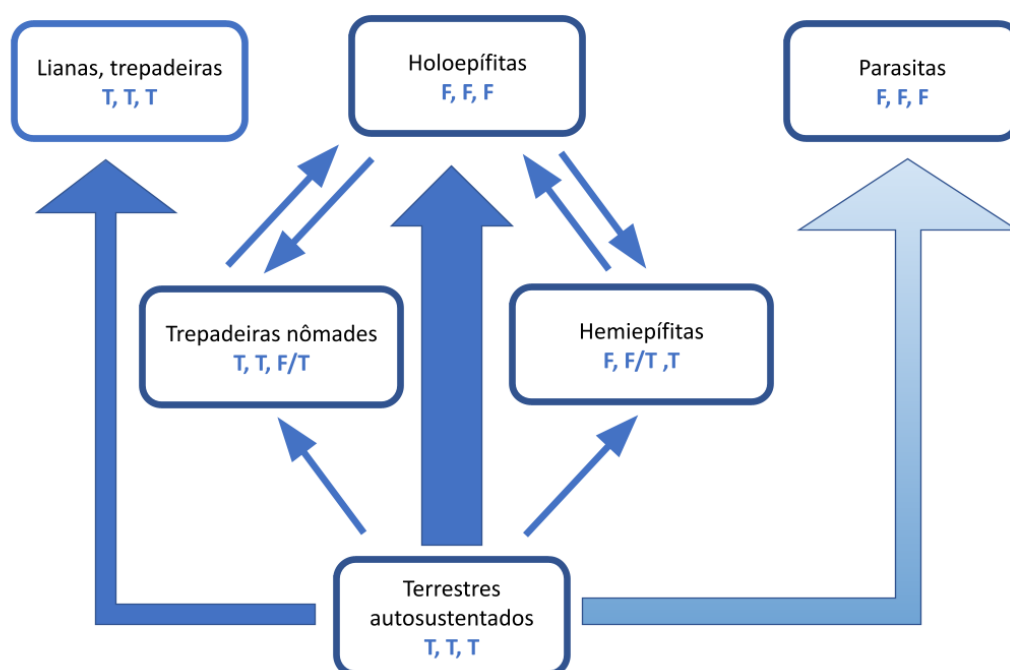 Lianas, trepadeiras
T, T, T
Holoepífitas
F, F, F
Parasitas
F, F, F
Trepadeiras nômades
T, T, F/T
Hemiepífitas
F, F/T ,T
Terrestres
autosustentados
T, T, T